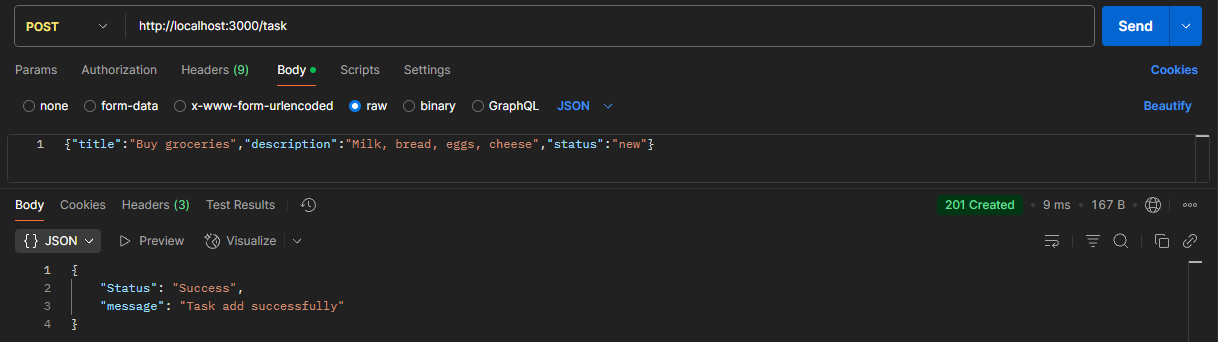 POST http://localhost:3000/task Send
Params Authorization Headers (9) Body Scripts Settings Cookies
none form-data x-www-form-urlencoded raw binary GraphQL JSON Beautify
1 {"title":"Buy groceries","description":"Milk, bread, eggs, cheese","status":"new"}
Body Cookies Headers (3) Test Results 201 Created • 9 ms • 167 B •
{} JSON Preview Visualize
1 {
2 "Status": "Success",
3 "message": "Task add successfully"
4 }